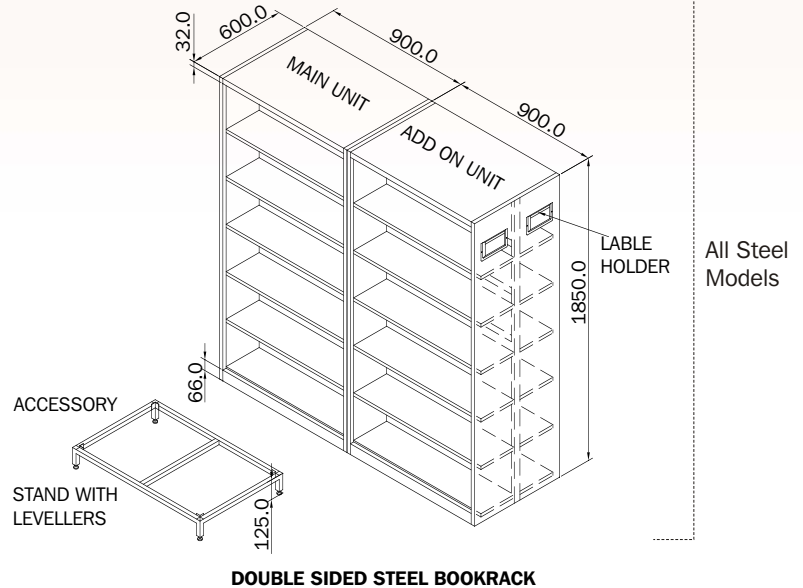 32.0
600.0
900.0
900.0
MAIN UNIT
ADD ON UNIT
LABLE
HOLDER
1850.0
All Steel
Models
66.0
ACCESSORY
STAND WITH
LEVELLERS
125.0
DOUBLE SIDED STEEL BOOKRACK